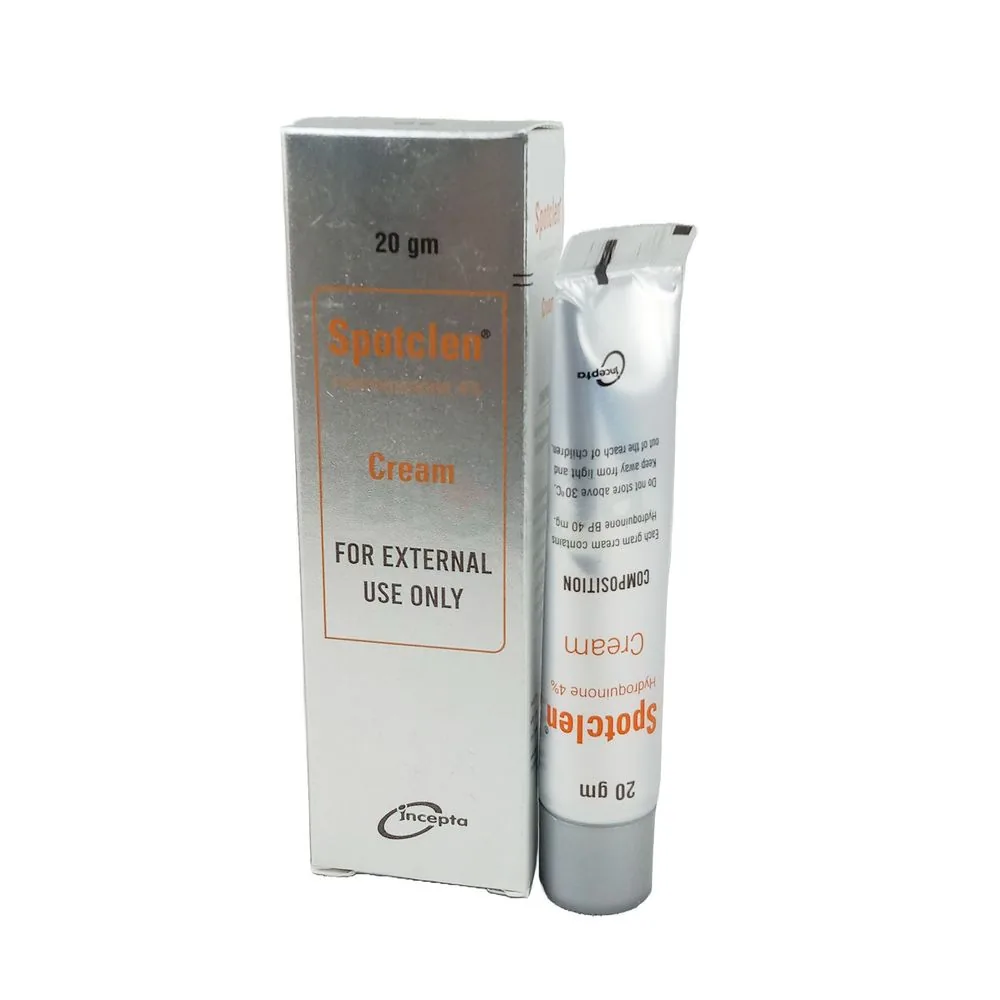 20 gm
Spotclen®
Cream
FOR EXTERNAL
USE ONLY
incepta
Spotclen®
Cream
20 gm
Spotclen®
Hydroquinone 4%
Cream
COMPOSITION
Each gram cream contains
Hydroquinone BP 40 mg.
Do not store above 30°C.
Keep away from light and
out of the reach of children.
incepta